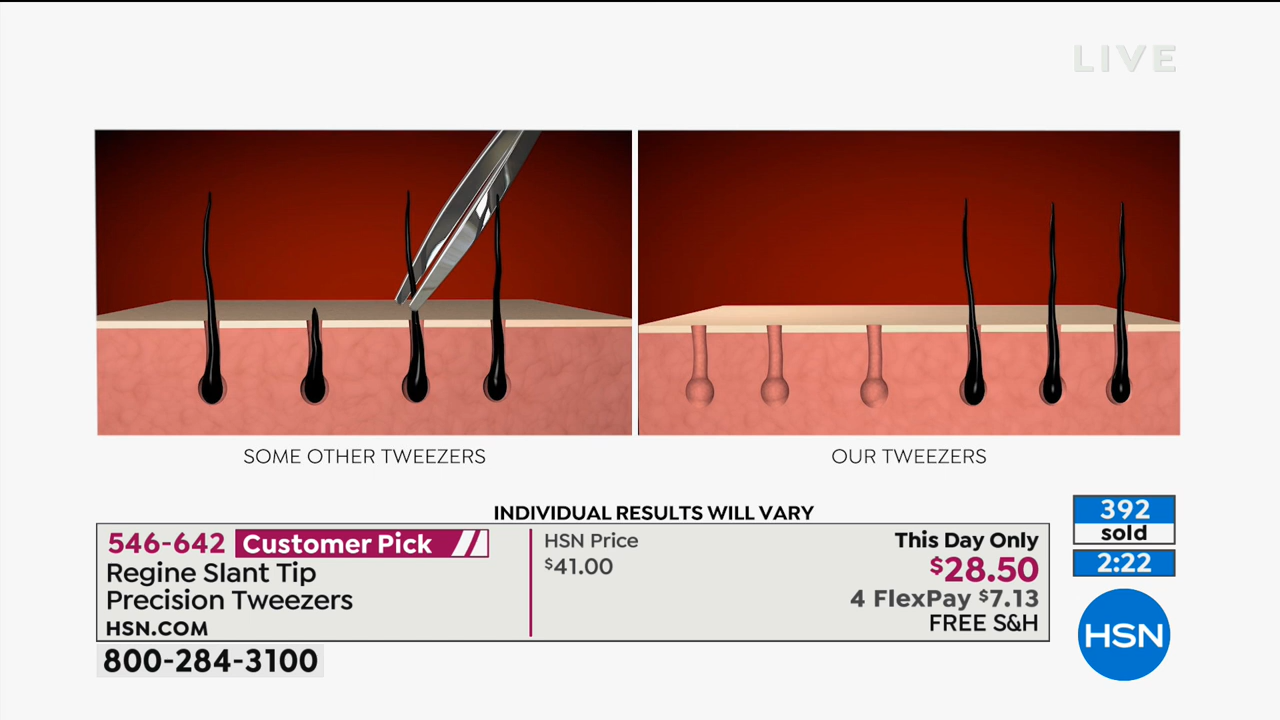 LIVE
SOME OTHER TWEEZERS
OUR TWEEZERS
INDIVIDUAL RESULTS WILL VARY
546-642 Customer Pick
Regine Slant Tip
Precision Tweezers
HSN.COM
800-284-3100
HSN Price
$41.00
This Day Only
$28.50
4 FlexPay $7.13
FREE S&H
392
sold
2:22
HSN